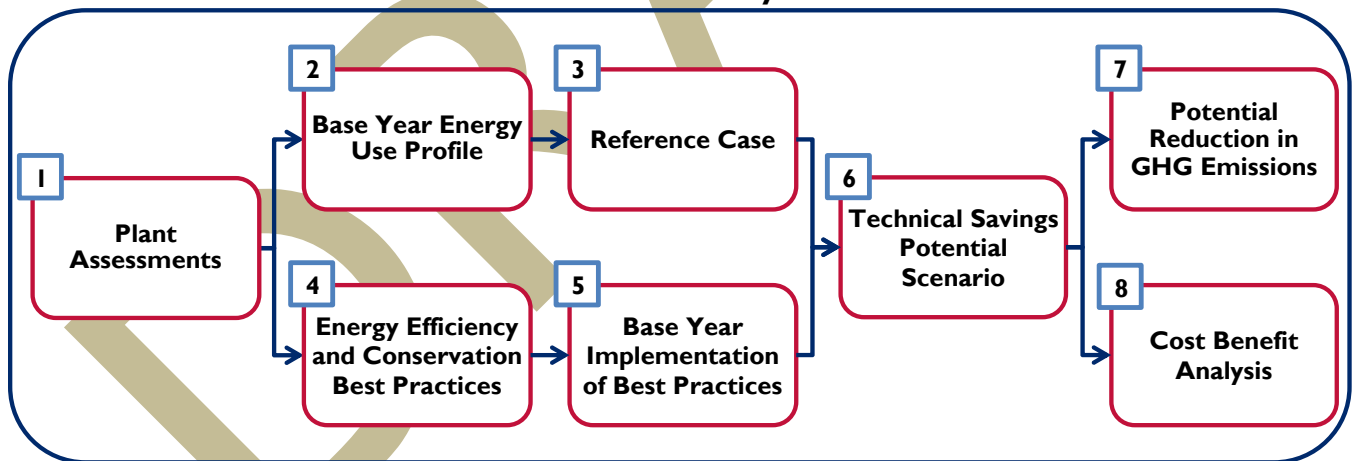 1
Plant
Assessments
2
Base Year Energy
Use Profile
3
Reference Case
4
Energy Efficiency
and Conservation
Best Practices
5
Base Year
Implementation
of Best Practices
6
Technical Savings
Potential
Scenario
7
Potential
Reduction in
GHG Emissions
8
Cost Benefit
Analysis